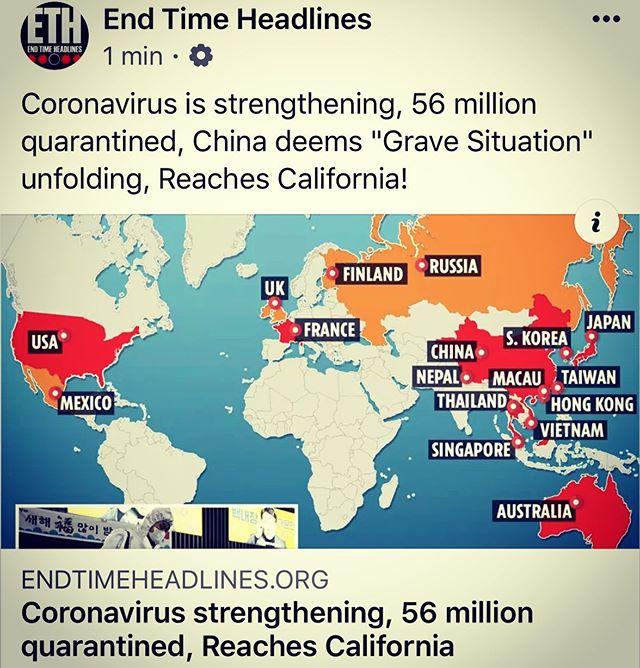 ETH
END TIME HEADLINES
End Time Headlines
1 min ·
Coronavirus is strengthening, 56 million
quarantined, China deems "Grave Situation"
unfolding, Reaches California!
i
FINLAND
RUSSIA
UK
FRANCE
USA
JAPAN
S. KOREA
CHINA
NEPAL
MACAU
TAIWAN
MEXICO
THAILAND
HONG KONG
VIETNAM
SINGAPORE
AUSTRALIA
새해 福 많이 받
ENDTIMEHEADLINES.ORG
Coronavirus strengthening, 56 million
quarantined, Reaches California